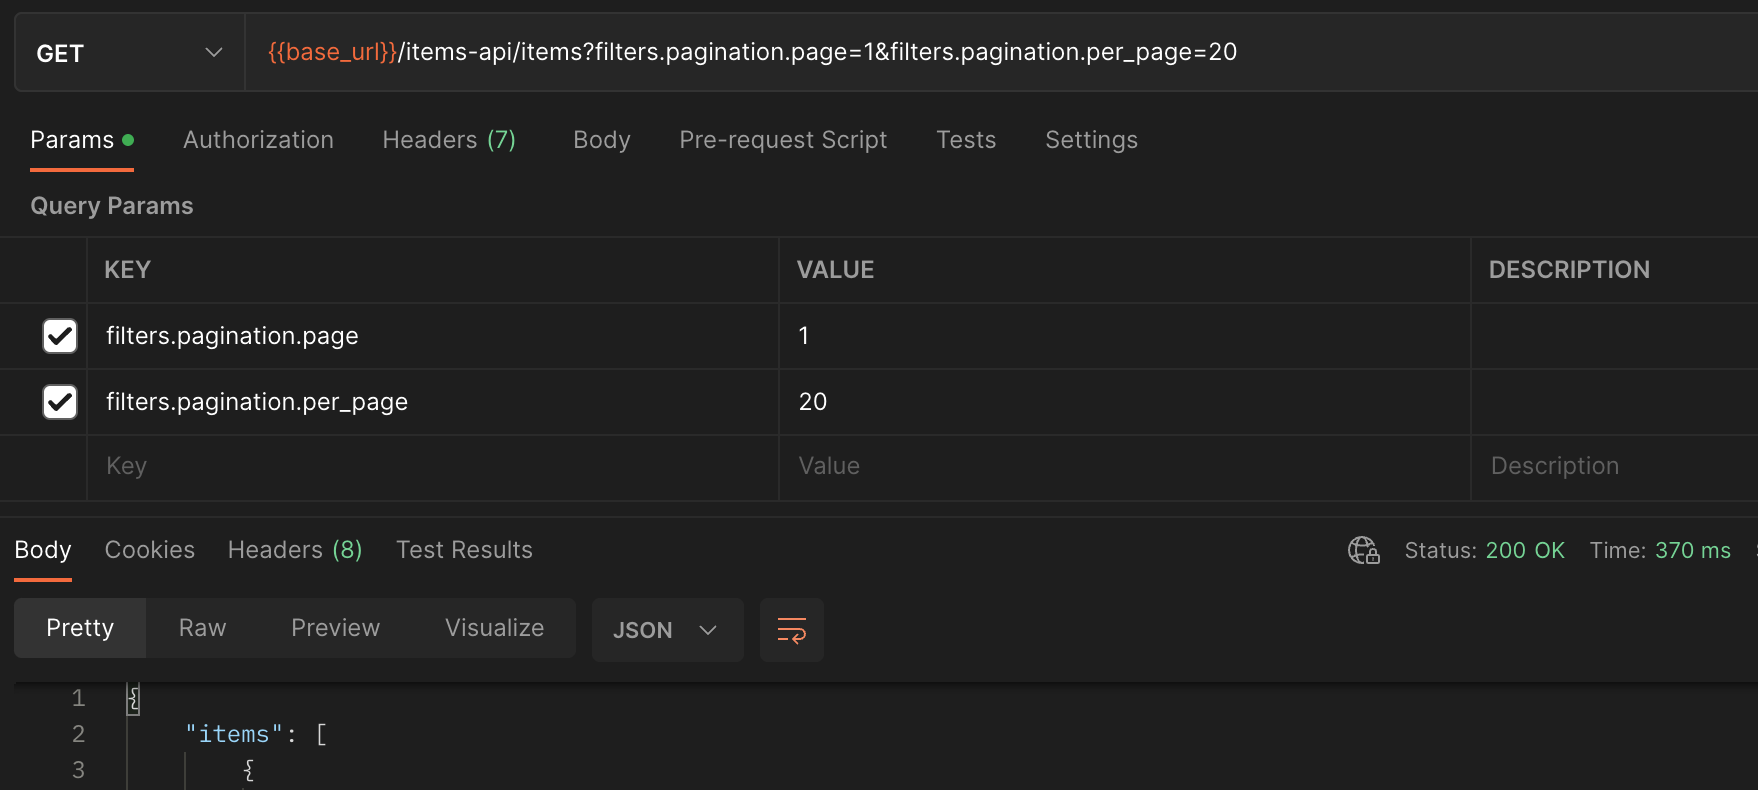 GET {{base_url}}/items-api/items?filters.pagination.page=1&filters.pagination.per_page=20
Params Authorization Headers (7) Body Pre-request Script Tests Settings
Query Params
KEY VALUE DESCRIPTION
filters.pagination.page 1
filters.pagination.per_page 20
Key Value Description
Body Cookies Headers (8) Test Results Status: 200 OK Time: 370 ms
Pretty Raw Preview Visualize JSON
1 {
2 "items": [
3 {